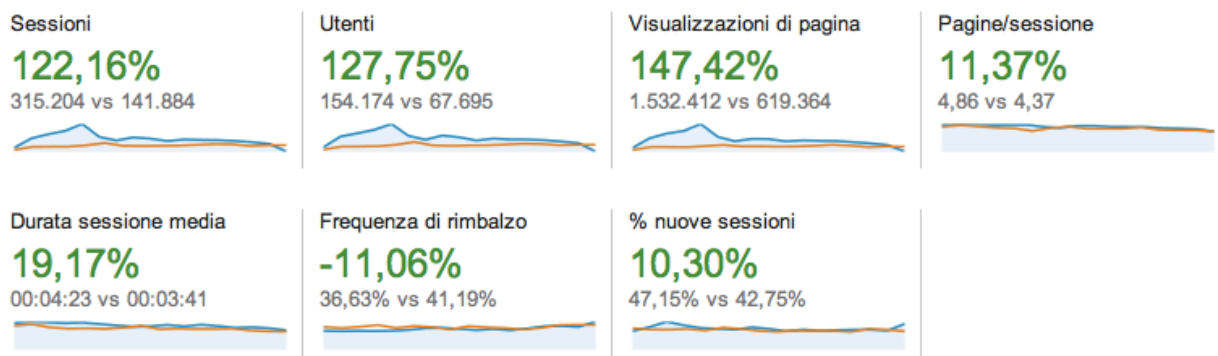 Sessioni
122,16%
315.204 vs 141.884
Utenti
127,75%
154.174 vs 67.695
Visualizzazioni di pagina
147,42%
1.532.412 vs 619.364
Pagine/sessione
11,37%
4,86 vs 4,37
Durata sessione media
19,17%
00:04:23 vs 00:03:41
Frequenza di rimbalzo
-11,06%
36,63% vs 41,19%
% nuove sessioni
10,30%
47,15% vs 42,75%